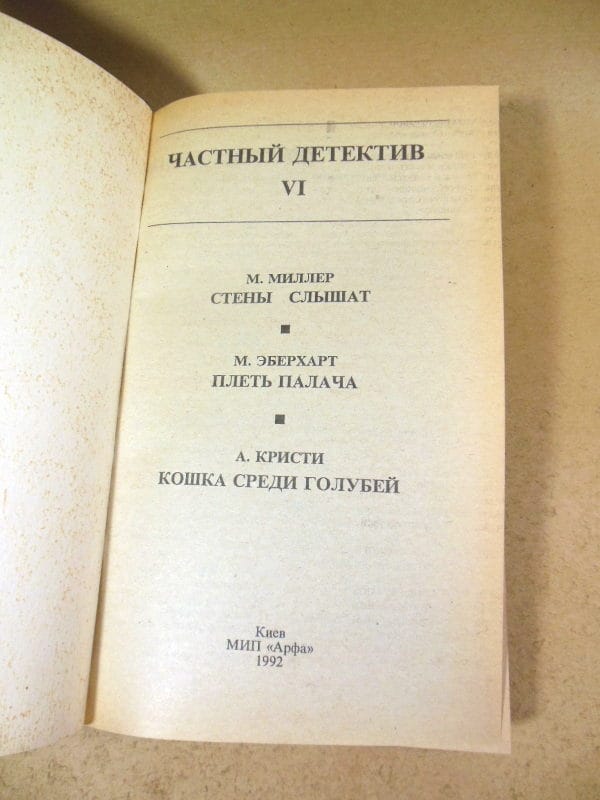 ЧАСТНЫЙ ДЕТЕКТИВ
VI
М. МИЛЛЕР
СТЕНЫ СЛЫШАТ
М. ЭБЕРХАРТ
ПЛЕТЬ ПАЛАЧА
А. КРИСТИ
КОШКА СРЕДИ ГОЛУБЕЙ
Киев
МИП «Арфа»
1992